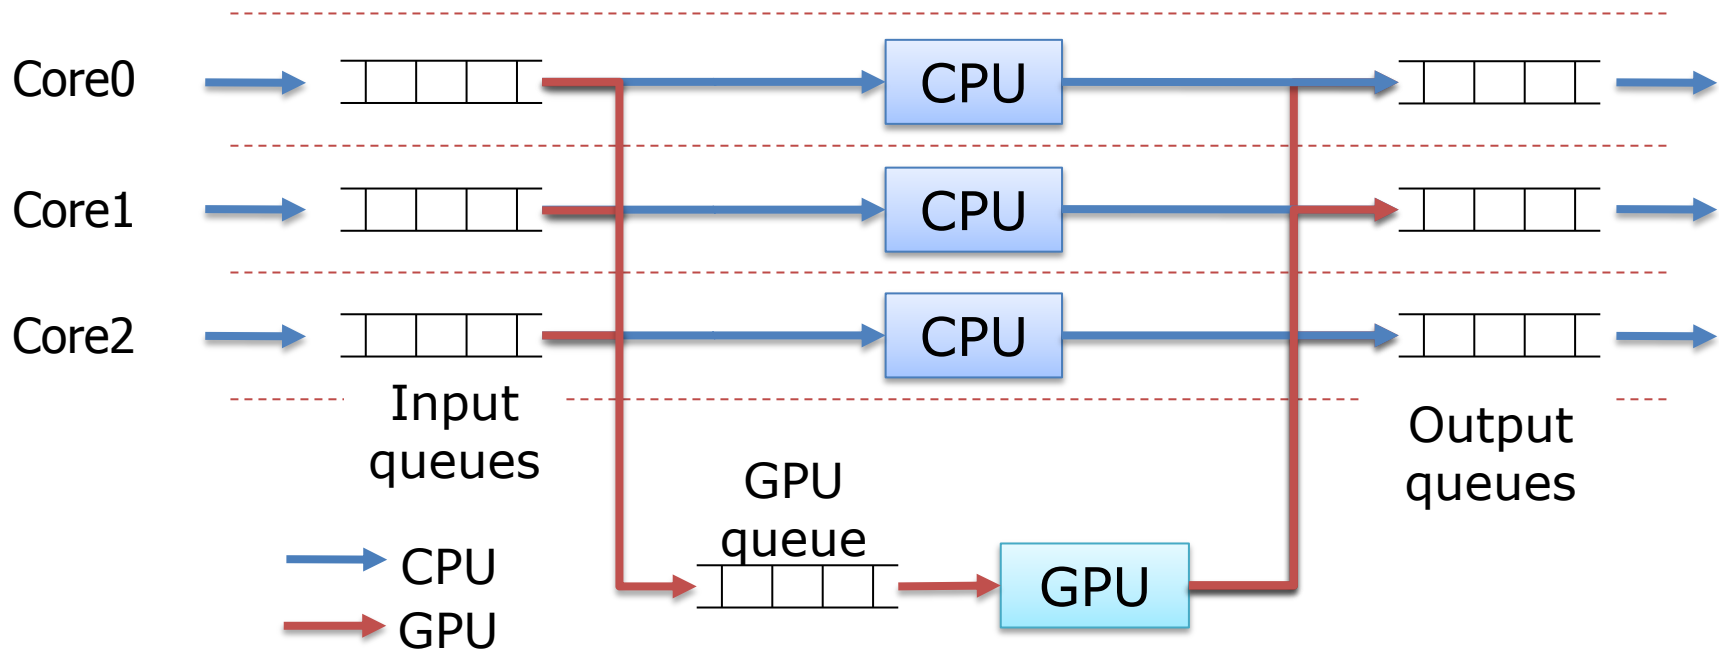 Core0
CPU
Core1
CPU
Core2
CPU
Input
queues
Output
queues
GPU
queue
GPU
CPU
GPU